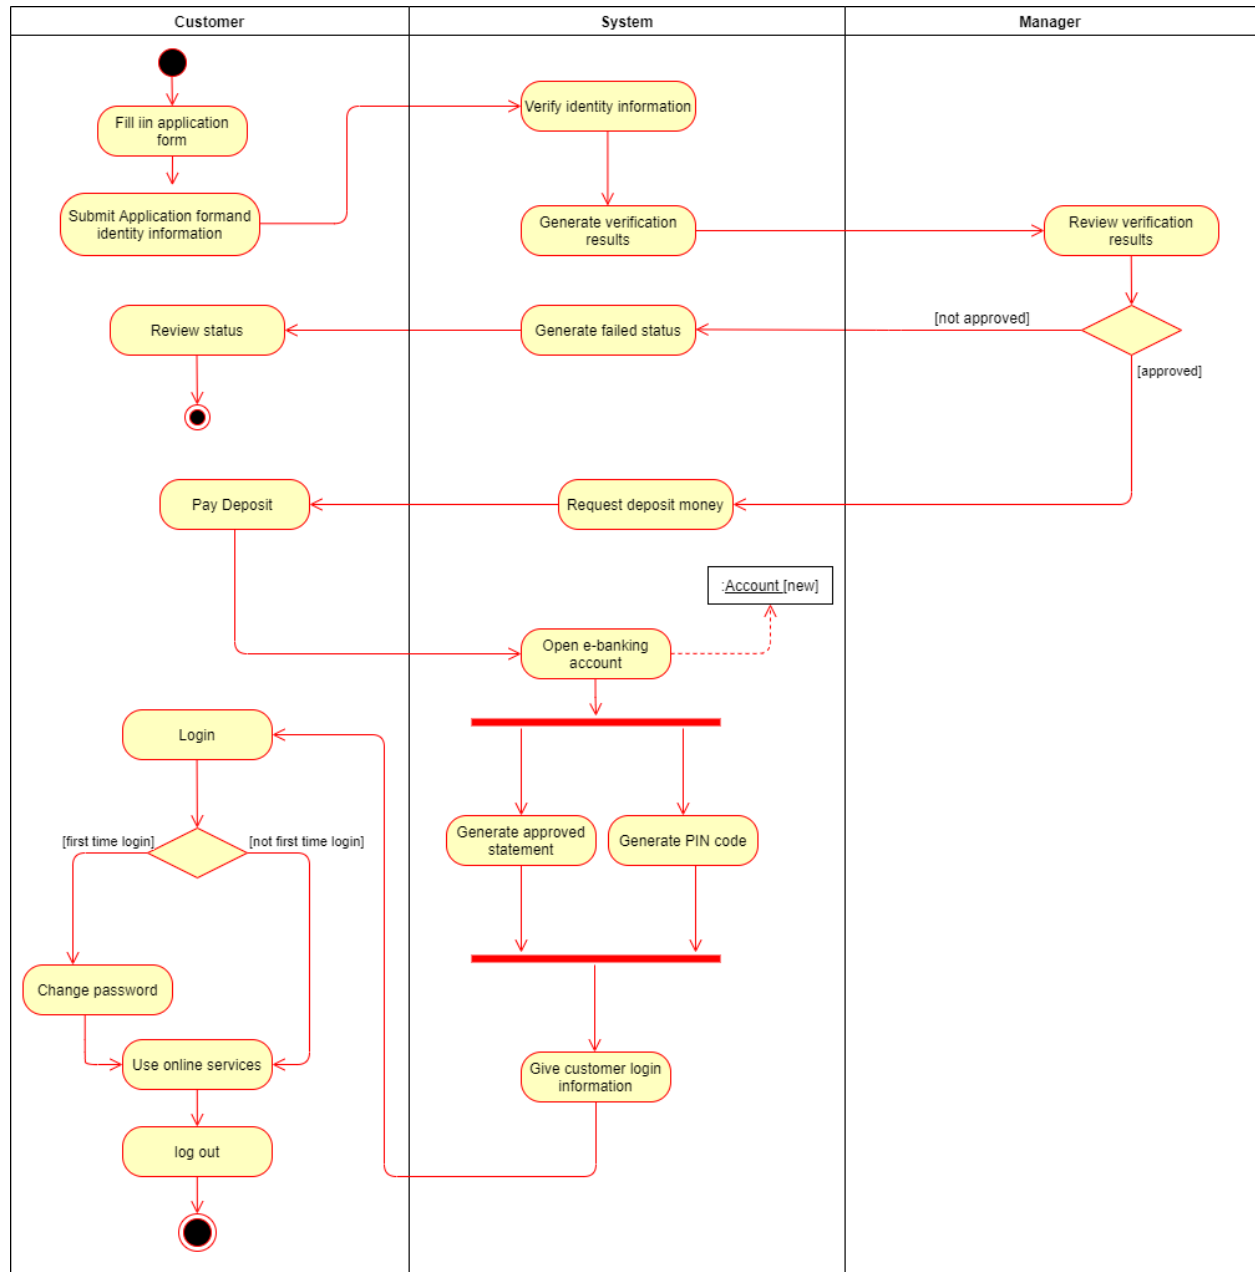 Customer
System
Manager
Fill iin application
form
Verify identity information
Submit Application formand
identity information
Generate verification
results
Review verification
results
Review status
Generate failed status
[not approved]
[approved]
Pay Deposit
Request deposit money
:Account [new]
Open e-banking
account
Login
[first time login]
[not first time login]
Generate approved
statement
Generate PIN code
Change password
Use online services
Give customer login
information
log out